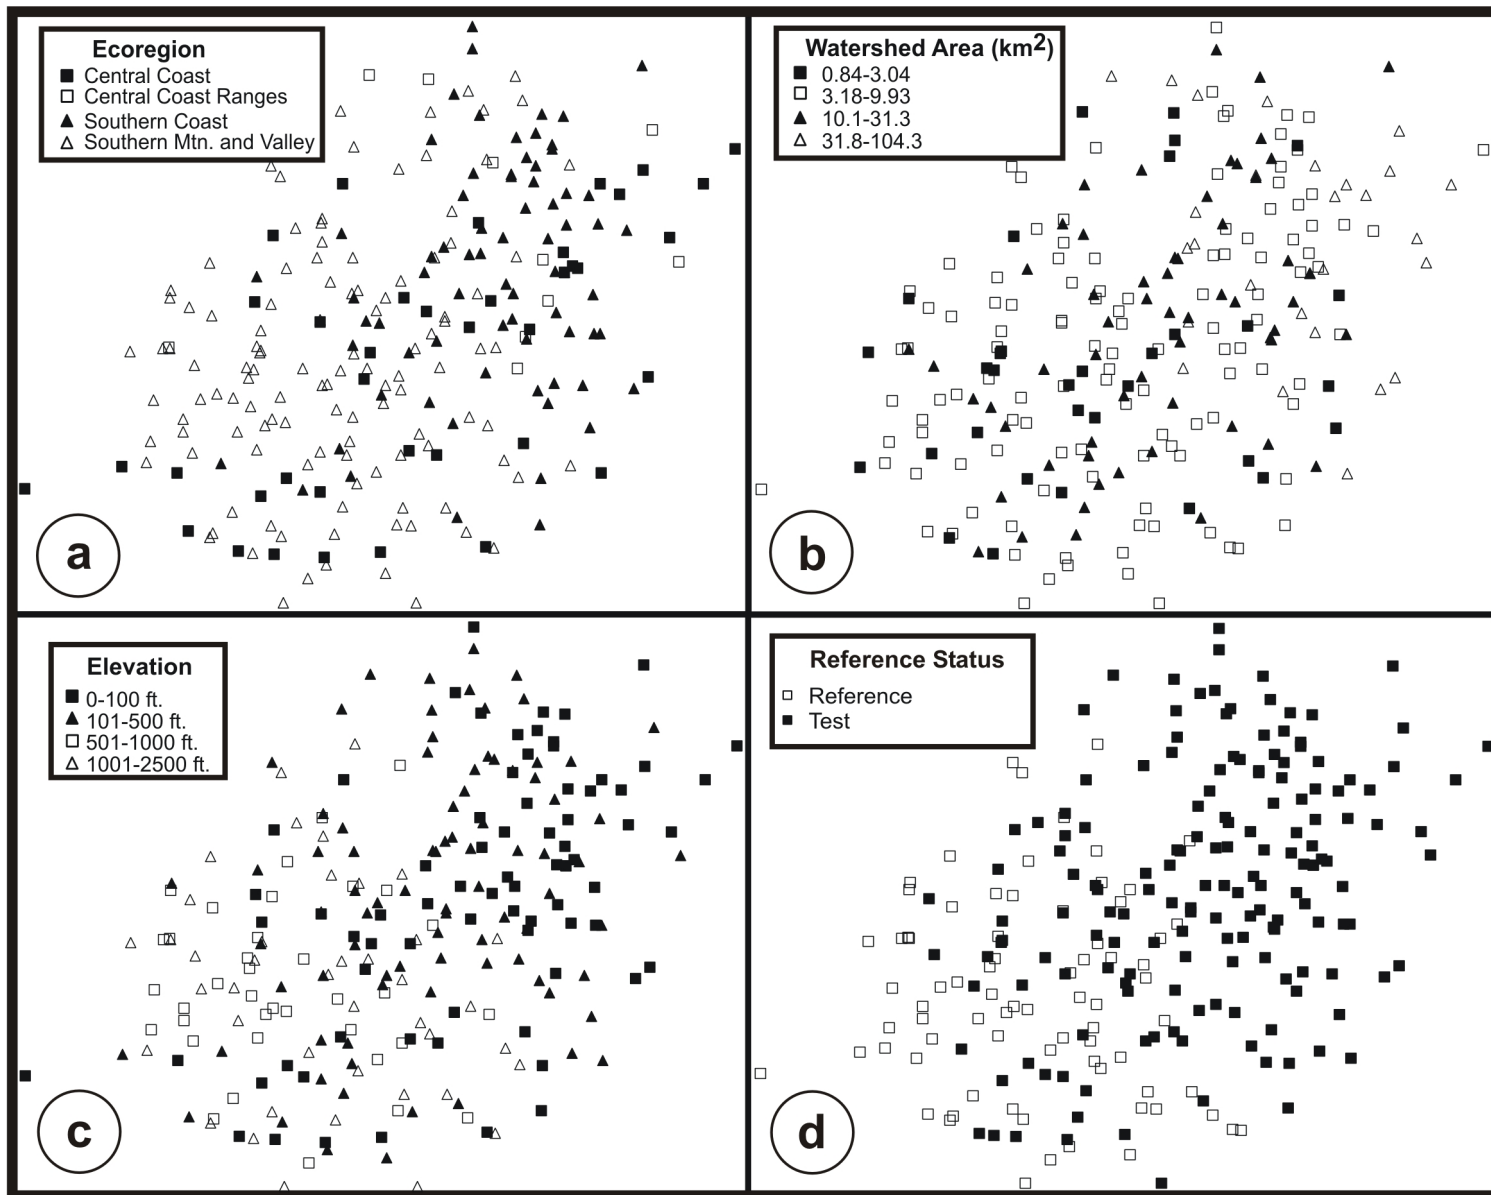 Ecoregion
Central Coast
Central Coast Ranges
Southern Coast
Southern Mtn. and Valley
a
Watershed Area (km2)
0.84-3.04
3.18-9.93
10.1-31.3
31.8-104.3
b
Elevation
0-100 ft.
101-500 ft.
501-1000 ft.
1001-2500 ft.
c
Reference Status
Reference
Test
d